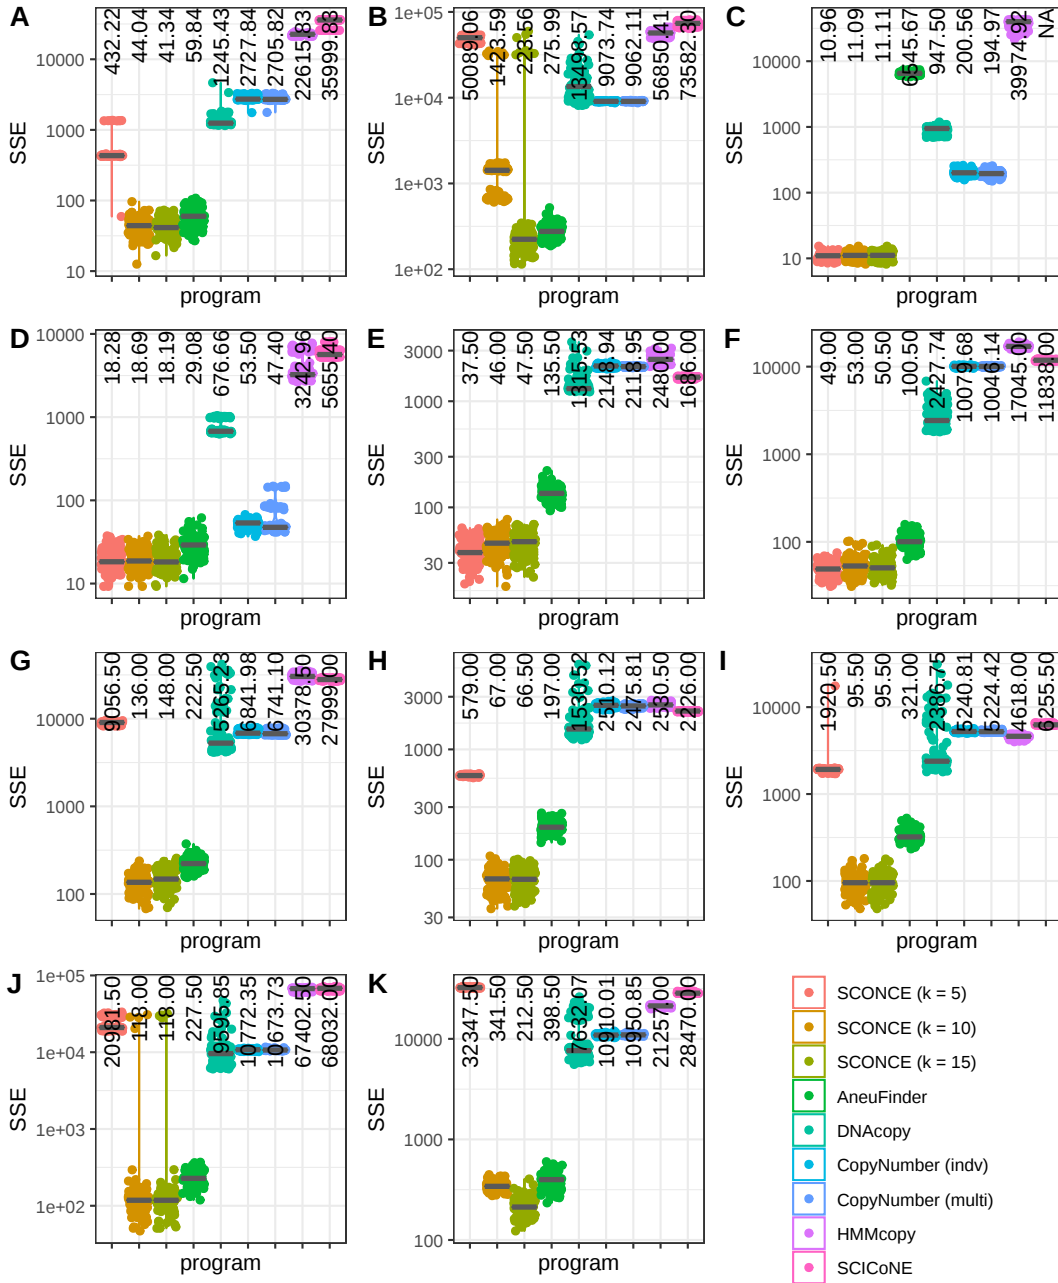 A
SSE
10000
1000
100
10
432.22
44.04
41.34
59.84
1245.43
2727.84
2705.82
22615.83
35999.83
program
B
SSE
1e+05
1e+04
1e+03
1e+02
50089.06
1423.59
223.56
275.99
13498.57
9073.74
9062.11
56850.41
73582.30
program
C
SSE
10000
1000
100
10
10.96
11.09
11.11
6545.67
947.50
200.56
194.97
39974.92
NA
program
D
SSE
10000
1000
100
10
18.28
18.69
18.19
29.08
676.66
53.50
47.40
3242.96
5655.40
program
E
SSE
3000
1000
300
100
30
37.50
46.00
47.50
135.50
1315.53
2148.94
2118.95
2480.00
1686.00
program
F
SSE
10000
1000
100
49.00
53.00
50.50
100.50
2427.74
10079.68
10046.14
17045.00
11838.00
program
G
SSE
10000
1000
100
9056.50
136.00
148.00
222.50
5265.23
6841.98
6741.10
30378.50
27999.00
program
H
SSE
3000
1000
300
100
30
579.00
67.00
66.50
197.00
1530.52
2510.12
2475.81
2530.50
2226.00
program
I
SSE
10000
1000
100
1920.50
95.50
95.50
321.00
2386.75
5240.81
5224.42
4618.00
6255.50
program
J
SSE
1e+05
1e+04
1e+03
1e+02
20981.50
118.00
118.00
227.50
9595.85
10772.35
10673.73
67402.50
68032.00
program
K
SSE
10000
1000
100
32347.50
341.50
212.50
398.50
7632.07
10910.01
10950.85
21257.00
28470.00
program
SCONCE (k = 5)
SCONCE (k = 10)
SCONCE (k = 15)
AneuFinder
DNAcopy
CopyNumber (indv)
CopyNumber (multi)
HMMcopy
SCICoNE